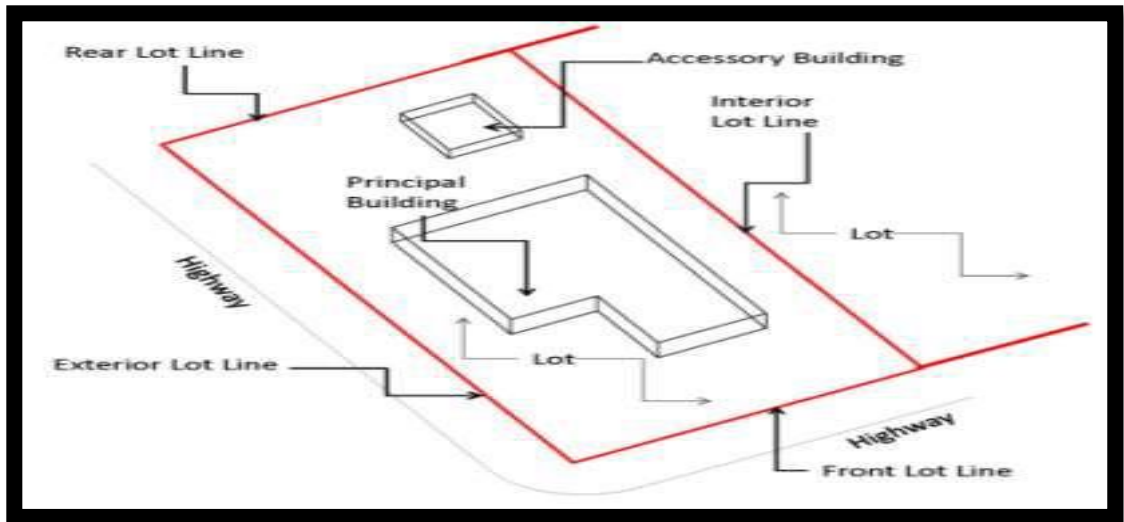 Rear Lot Line
Accessory Building
Interior
Lot Line
Principal
Building
Lot
Highway
Lot
Exterior Lot Line
Highway
Front Lot Line